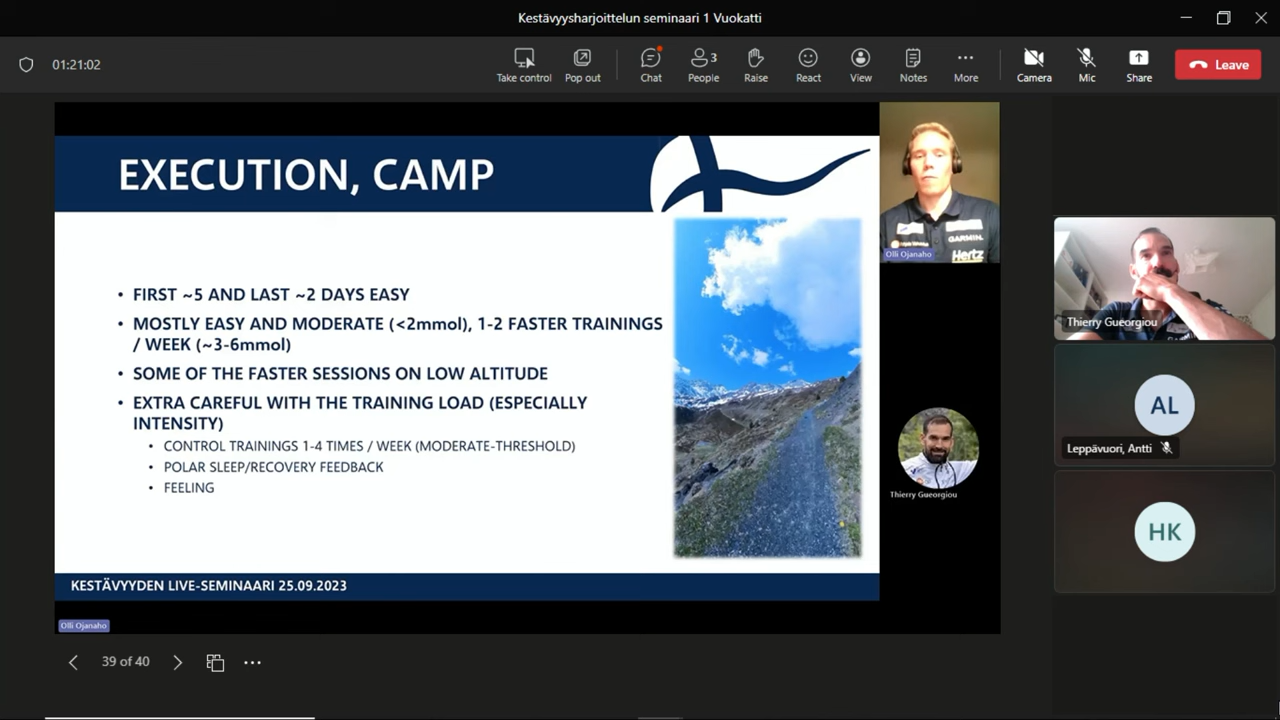 Kestävyysharjoittelun seminaari 1 Vuokatti
01:21:02
Take control
Pop out
Chat
3
People
Raise
React
View
Notes
More
Camera
Mic
Share
Leave
EXECUTION, CAMP
• FIRST ~5 AND LAST ~2 DAYS EASY
• MOSTLY EASY AND MODERATE (<2mmol), 1-2 FASTER TRAININGS
/ WEEK (~3-6mmol)
• SOME OF THE FASTER SESSIONS ON LOW ALTITUDE
• EXTRA CAREFUL WITH THE TRAINING LOAD (ESPECIALLY
INTENSITY)
• CONTROL TRAININGS 1-4 TIMES / WEEK (MODERATE-THRESHOLD)
• POLAR SLEEP/RECOVERY FEEDBACK
• FEELING
KESTÄVYYDEN LIVE-SEMINAARI 25.09.2023
Olli Ojanaho
GARMIN
Hertz
Olli Ojanaho
Thierry Gueorgiou
Thierry Gueorgiou
AL
Leppävuori, Antti
HK
39 of 40